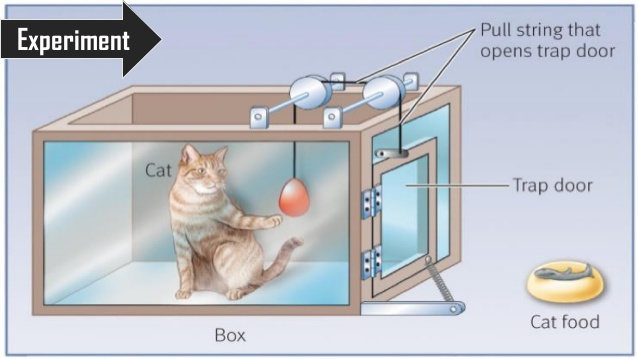 Experiment
Pull string that
opens trap door
Cat
Trap door
Cat food
Box